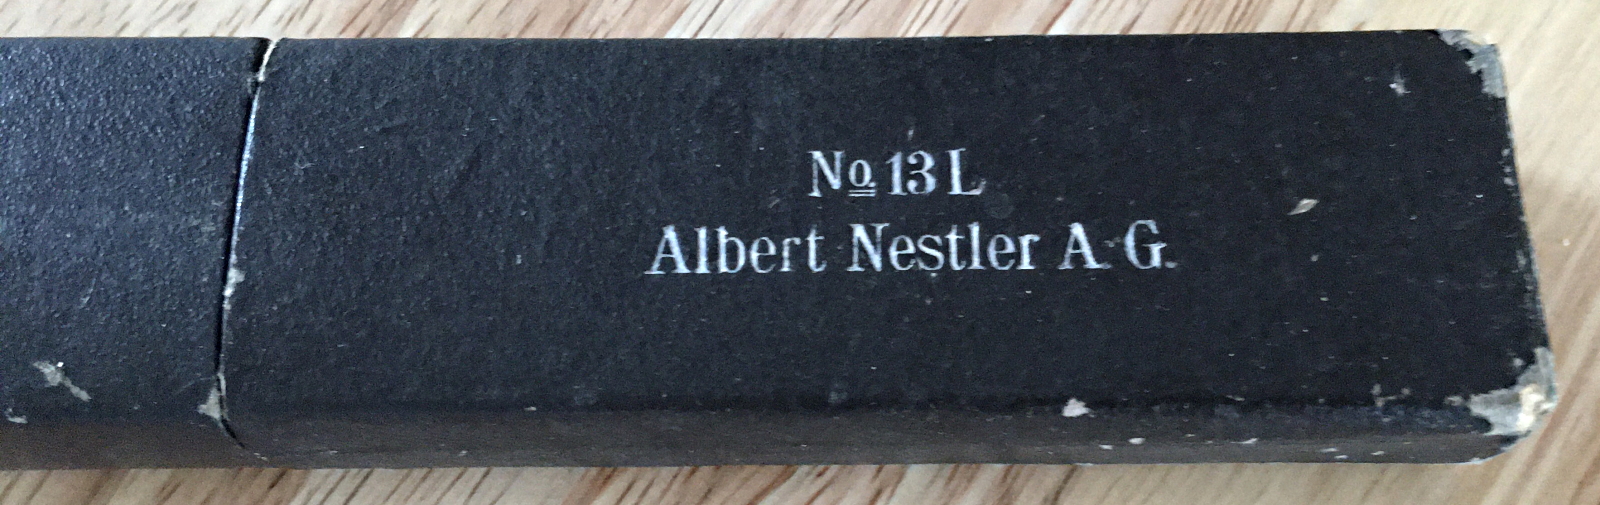 No. 13 L
Albert Nestler A. G.